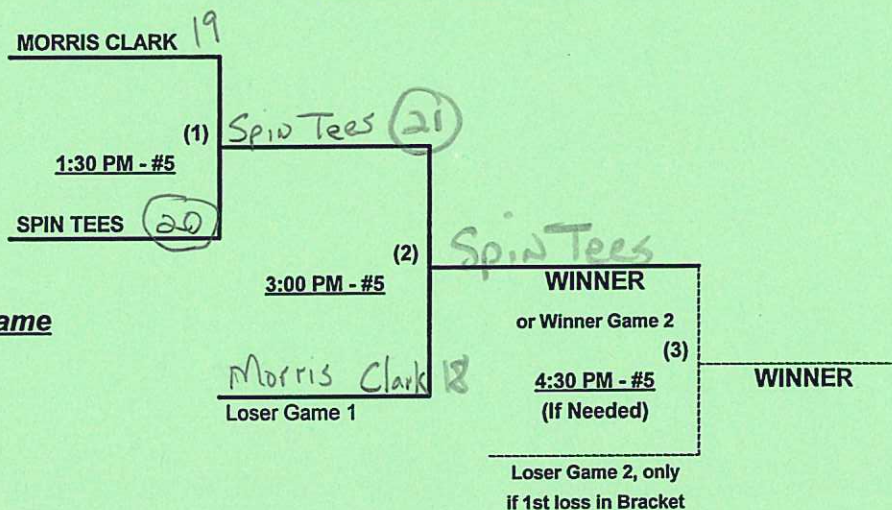 MORRIS CLARK 19
(1) Spin Tees 21
1:30 PM - #5
SPIN TEES 20
(2) Spin Tees
3:00 PM - #5
WINNER
ame
or Winner Game 2
(3)
Morris Clark 18
4:30 PM - #5
WINNER
Loser Game 1
(If Needed)
Loser Game 2, only
if 1st loss in Bracket